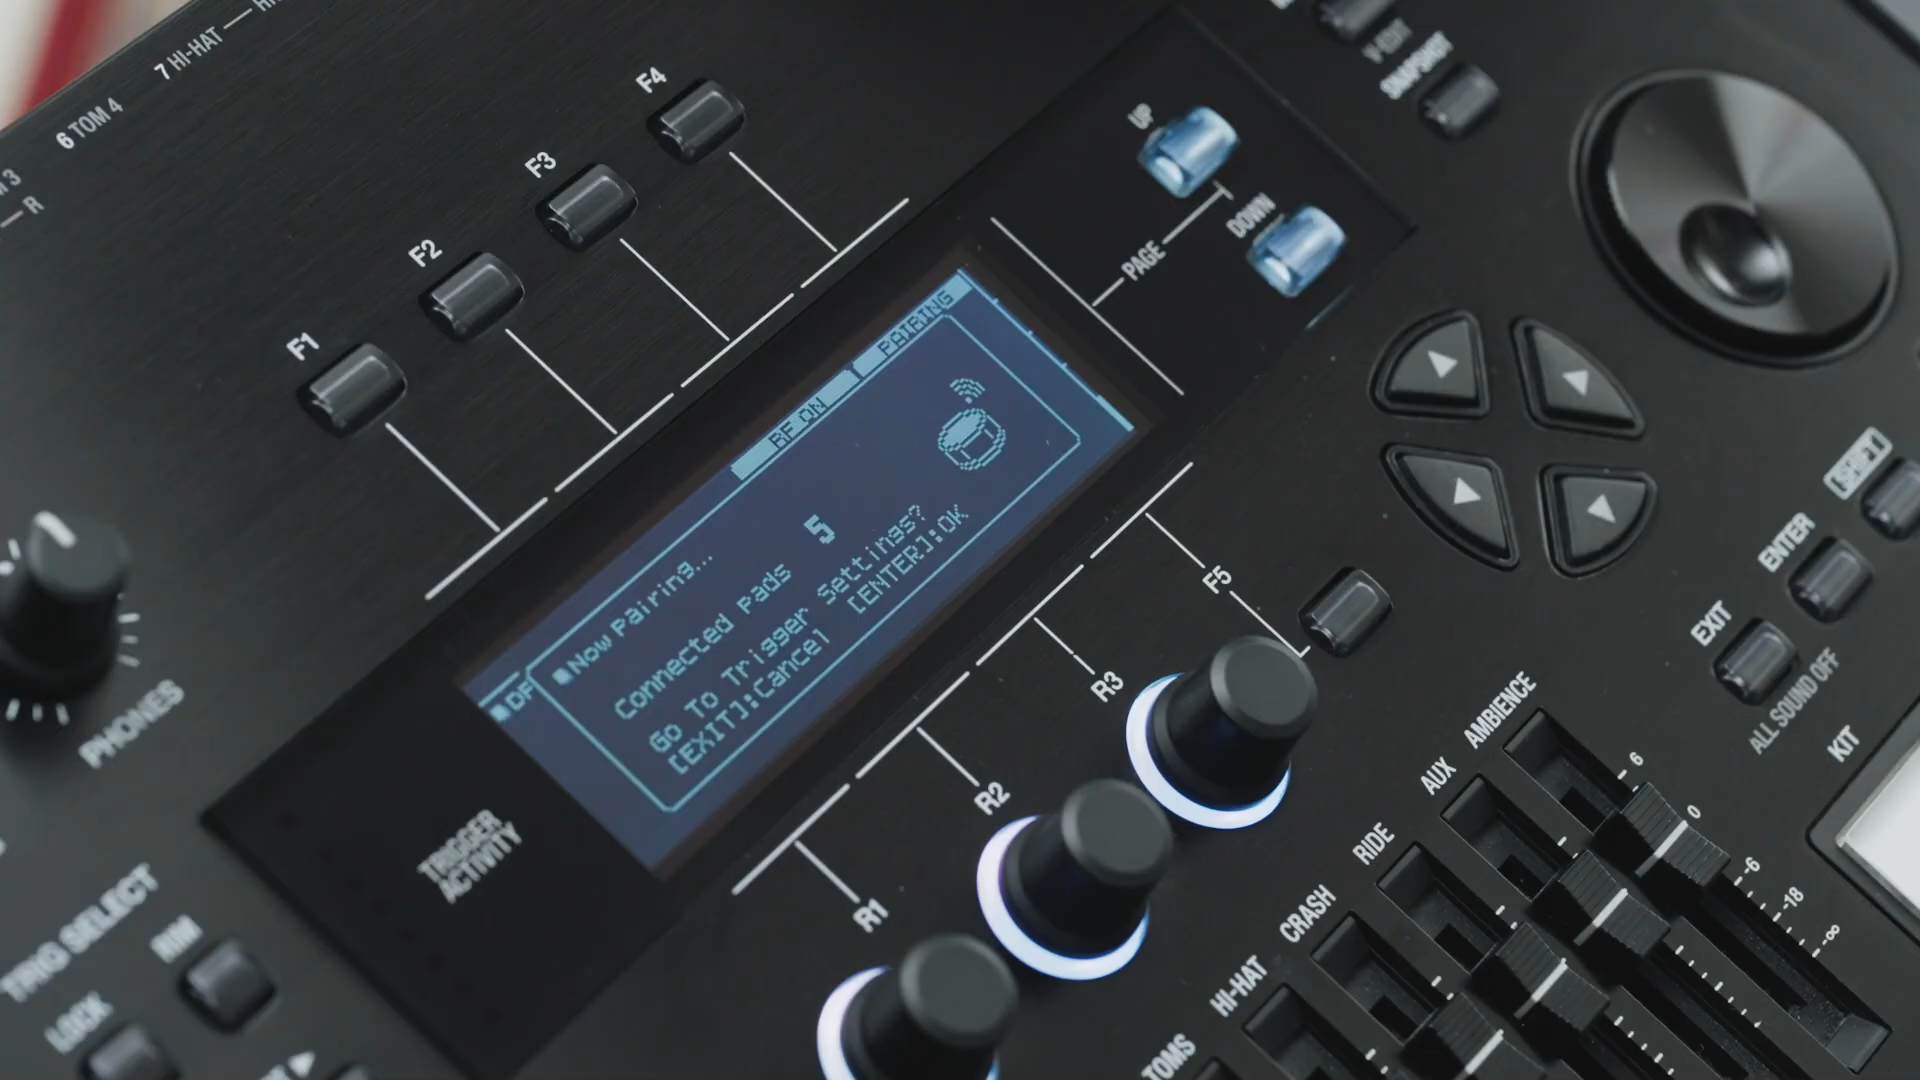 7 HI-HAT
6 TOM 4
R
F4
F3
F2
F1
UP
DOWN
PAGE
V-EDIT
SNAPSHOT
RF ON
PAIRING
Now Pairing...
Connected Pads 5
Go To Trigger Settings?
[EXIT]:Cancel [ENTER]:OK
F5
R3
R2
R1
PHONES
TRIGGER
ACTIVITY
TRIG SELECT
RIM
LOCK
[SHIFT]
ENTER
EXIT
ALL SOUND OFF
KIT
AMBIENCE
AUX
RIDE
CRASH
HI-HAT
TOMS
6
0
-6
-18
-∞